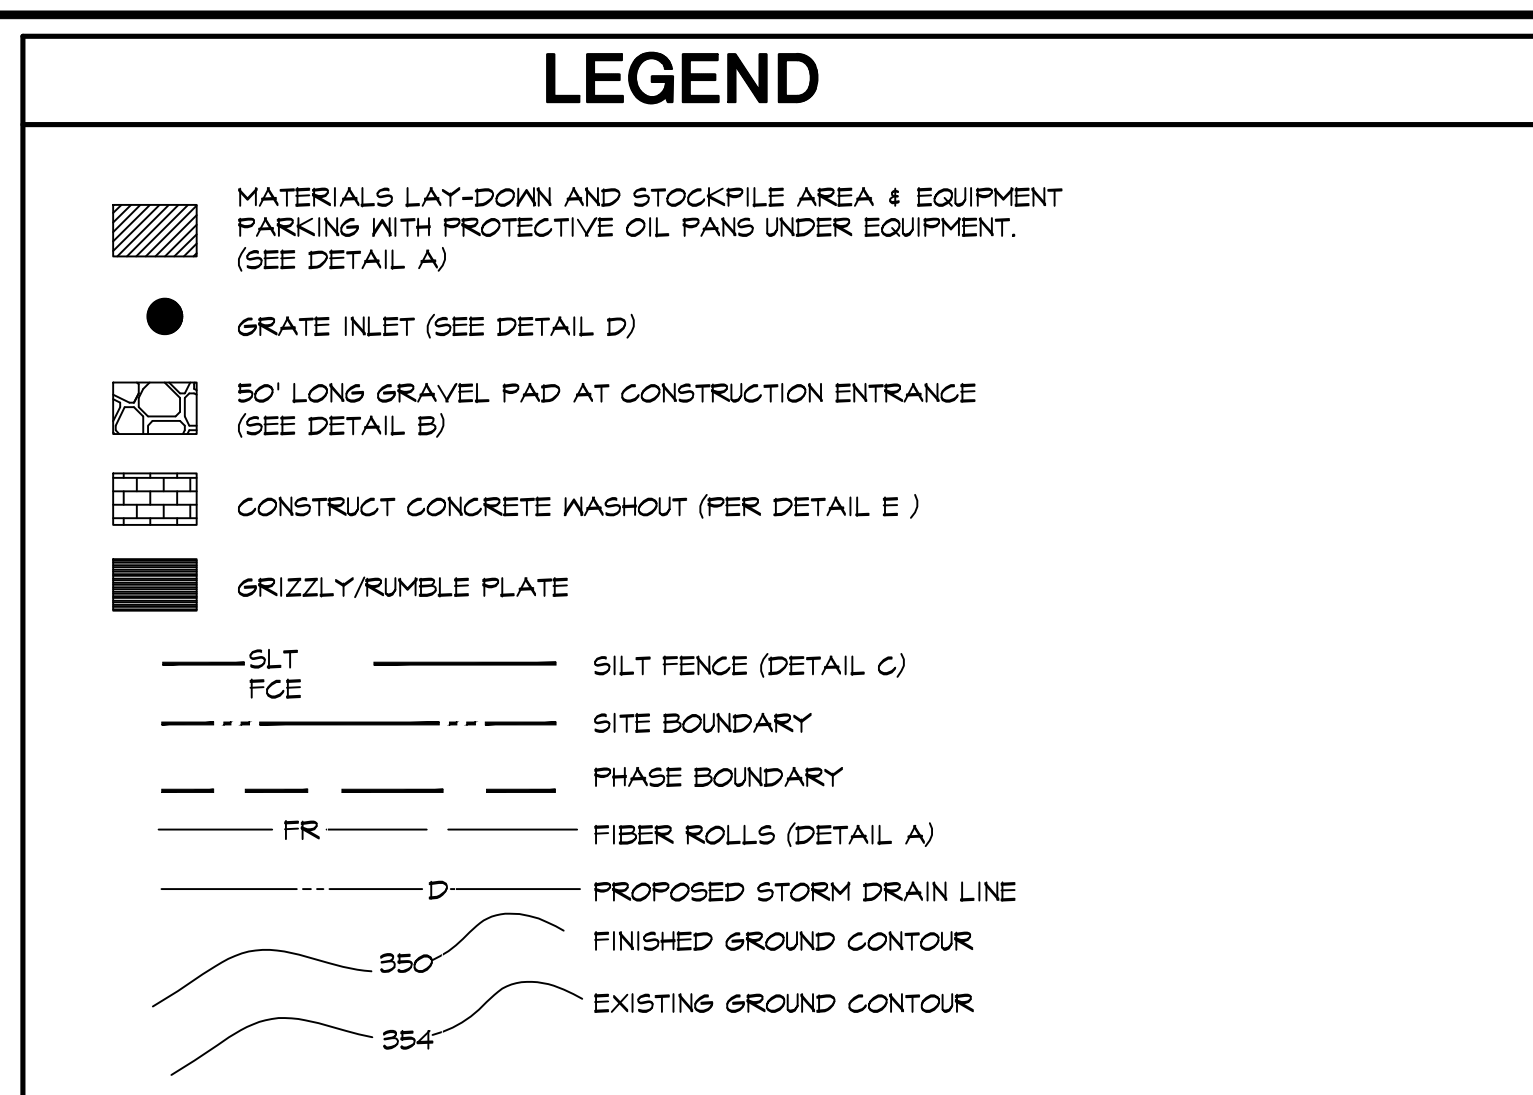 LEGEND
MATERIALS LAY-DOWN AND STOCKPILE AREA & EQUIPMENT
PARKING WITH PROTECTIVE OIL PANS UNDER EQUIPMENT.
(SEE DETAIL A)
GRATE INLET (SEE DETAIL D)
50' LONG GRAVEL PAD AT CONSTRUCTION ENTRANCE
(SEE DETAIL B)
CONSTRUCT CONCRETE WASHOUT (PER DETAIL E )
GRIZZLY/RUMBLE PLATE
SLT
FCE
SILT FENCE (DETAIL C)
SITE BOUNDARY
PHASE BOUNDARY
FR
FIBER ROLLS (DETAIL A)
D
PROPOSED STORM DRAIN LINE
350
FINISHED GROUND CONTOUR
354
EXISTING GROUND CONTOUR